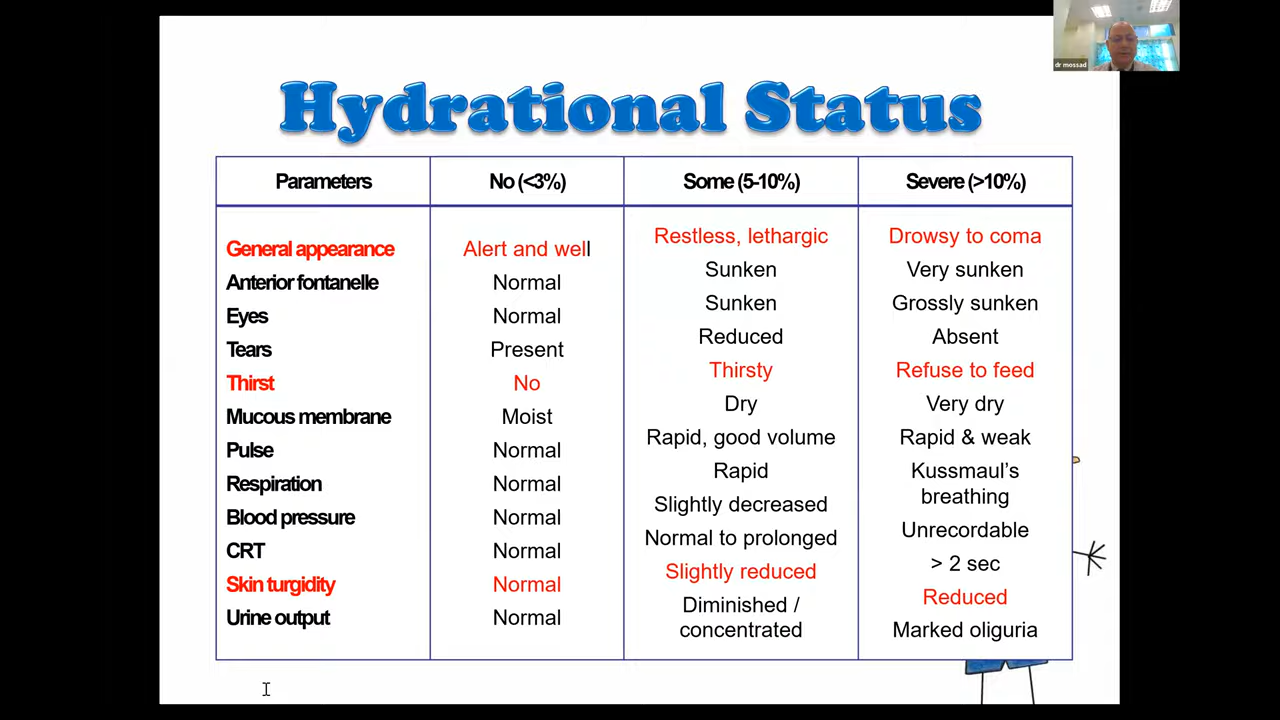 dr mossad
Hydrational Status
Parameters No (<3%) Some (5-10%) Severe (>10%)
General appearance Alert and well Restless, lethargic Drowsy to coma
Anterior fontanelle Normal Sunken Very sunken
Eyes Normal Sunken Grossly sunken
Tears Present Reduced Absent
Thirst No Thirsty Refuse to feed
Mucous membrane Moist Dry Very dry
Pulse Normal Rapid, good volume Rapid & weak
Respiration Normal Rapid Kussmaul's
breathing
Blood pressure Normal Slightly decreased Unrecordable
CRT Normal Normal to prolonged > 2 sec
Skin turgidity Normal Slightly reduced Reduced
Urine output Normal Diminished / Marked oliguria
concentrated